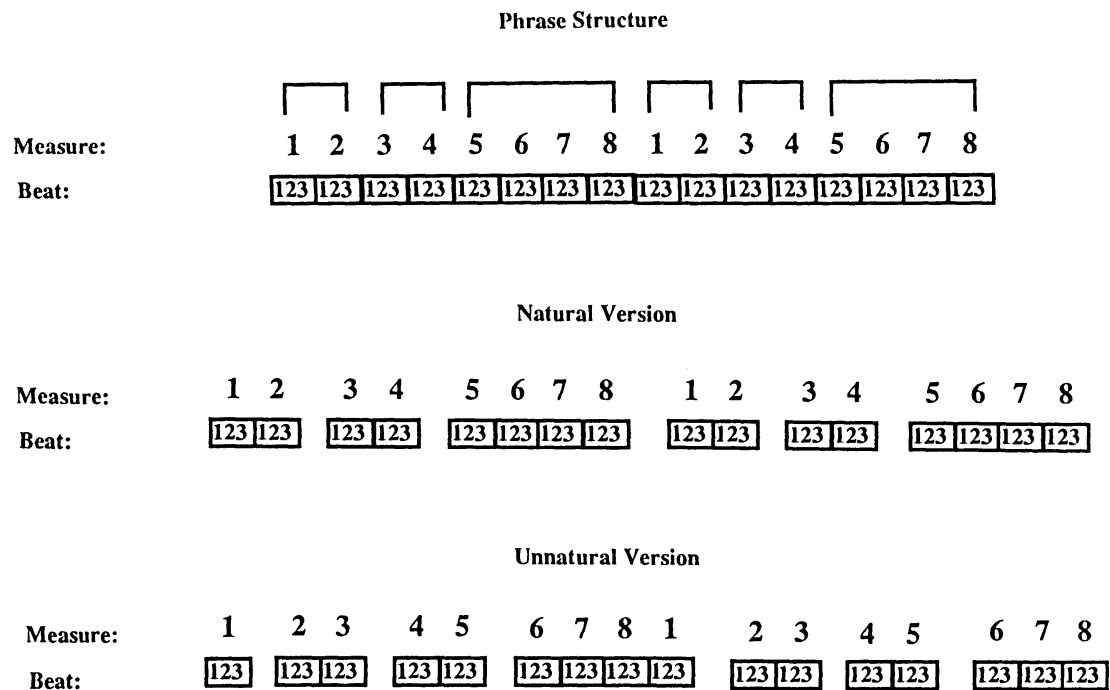 Phrase Structure
Measure: 1 2 3 4 5 6 7 8 1 2 3 4 5 6 7 8
Beat: 123 123 123 123 123 123 123 123 123 123 123 123 123 123 123 123
Natural Version
Measure: 1 2 3 4 5 6 7 8 1 2 3 4 5 6 7 8
Beat: 123 123 123 123 123 123 123 123 123 123 123 123 123 123 123 123
Unnatural Version
Measure: 1 2 3 4 5 6 7 8 1 2 3 4 5 6 7 8
Beat: 123 123 123 123 123 123 123 123 123 123 123 123 123 123 123 123